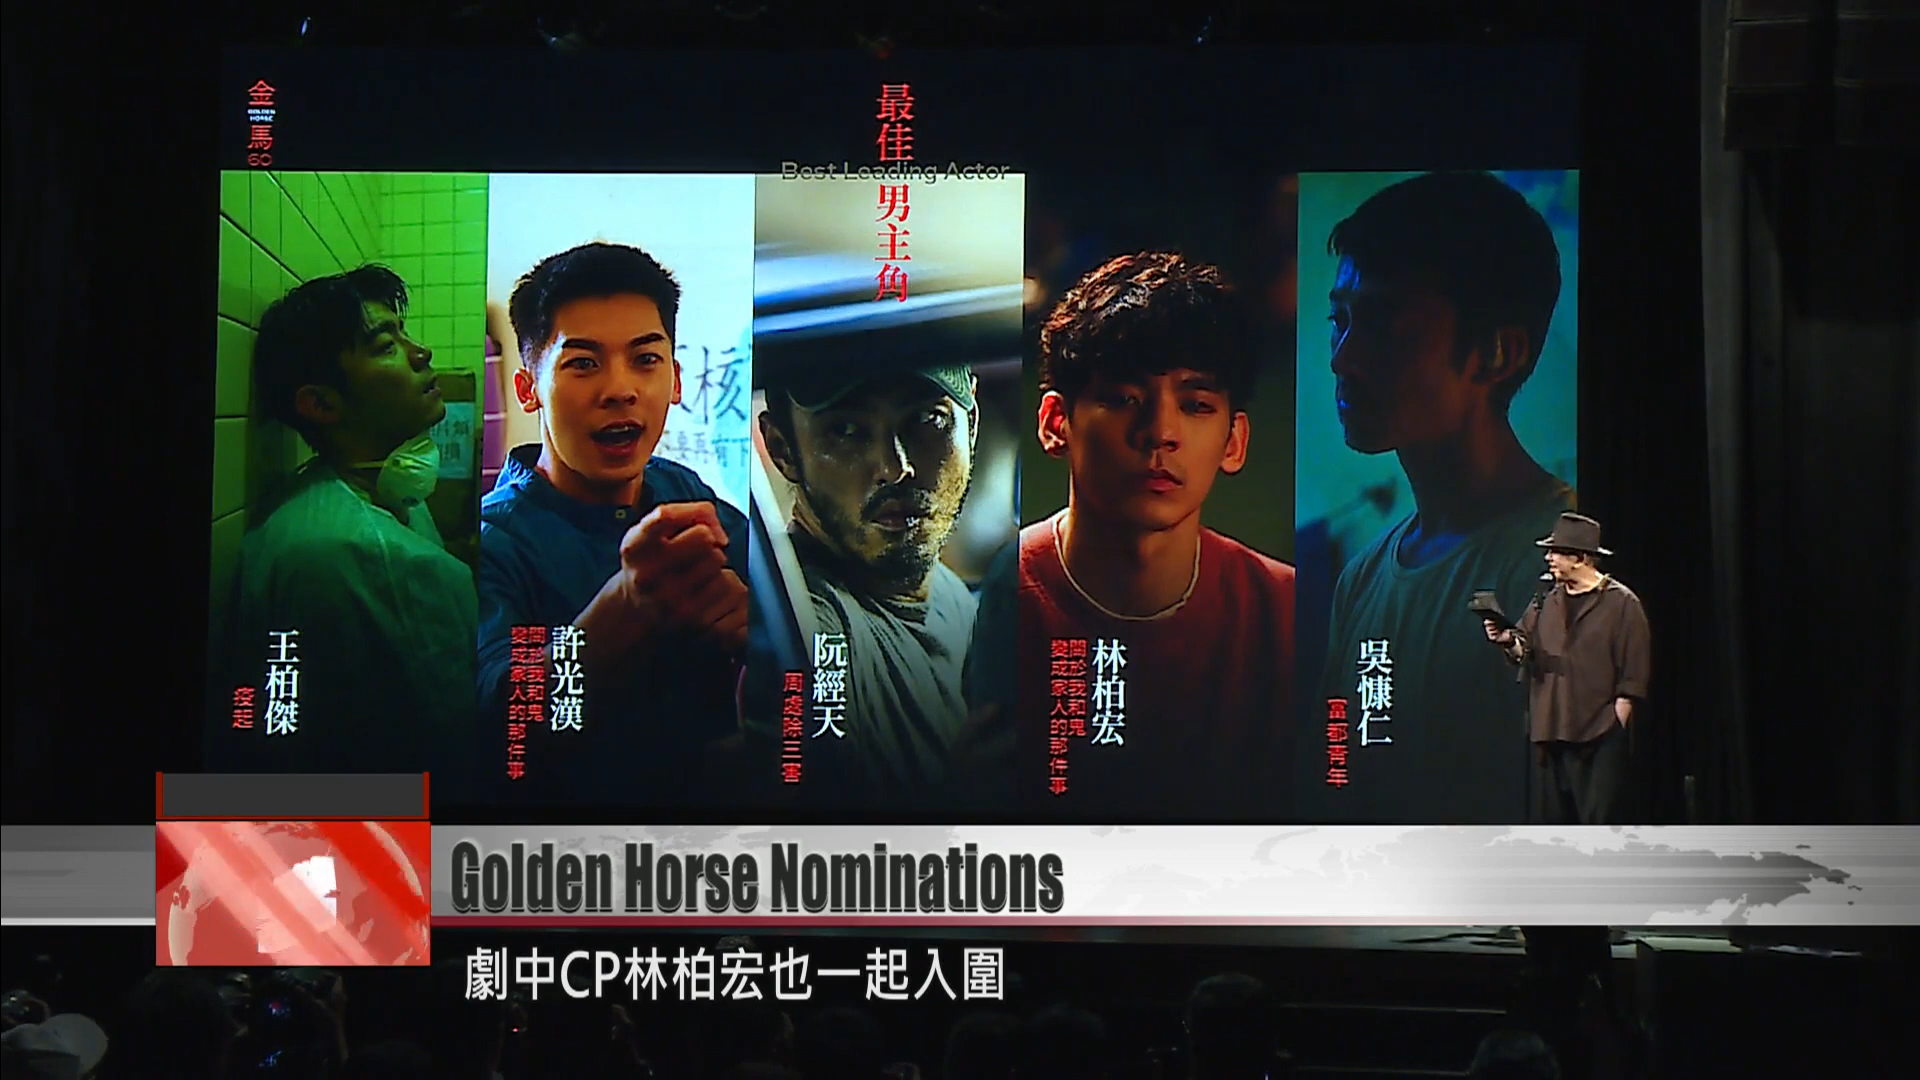 金
GOLDEN
HORSE
馬
60
最佳
Best Leading Actor
男主角
核
王柏傑
疫起
許光漢
關於我和鬼
變成家人的那件事
阮經天
周處除三害
林柏宏
關於我和鬼
變成家人的那件事
吳慷仁
富都青年
Golden Horse Nominations
劇中CP林柏宏也一起入圍